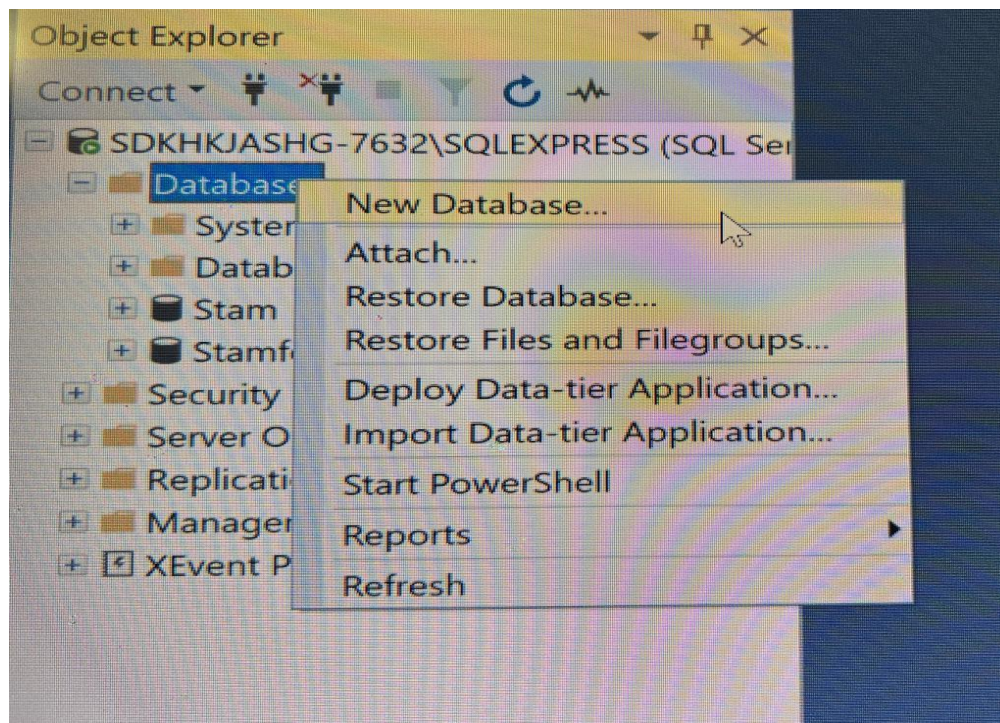 Object Explorer
Connect
SDKHKJASHG-7632\SQLEXPRESS (SQL Ser
Database
New Database...
System
Attach...
Datab
Restore Database...
Stam
Restore Files and Filegroups...
Stamf
Security
Deploy Data-tier Application...
Server O
Import Data-tier Application...
Replicati
Start PowerShell
Manager
Reports
XEvent P
Refresh